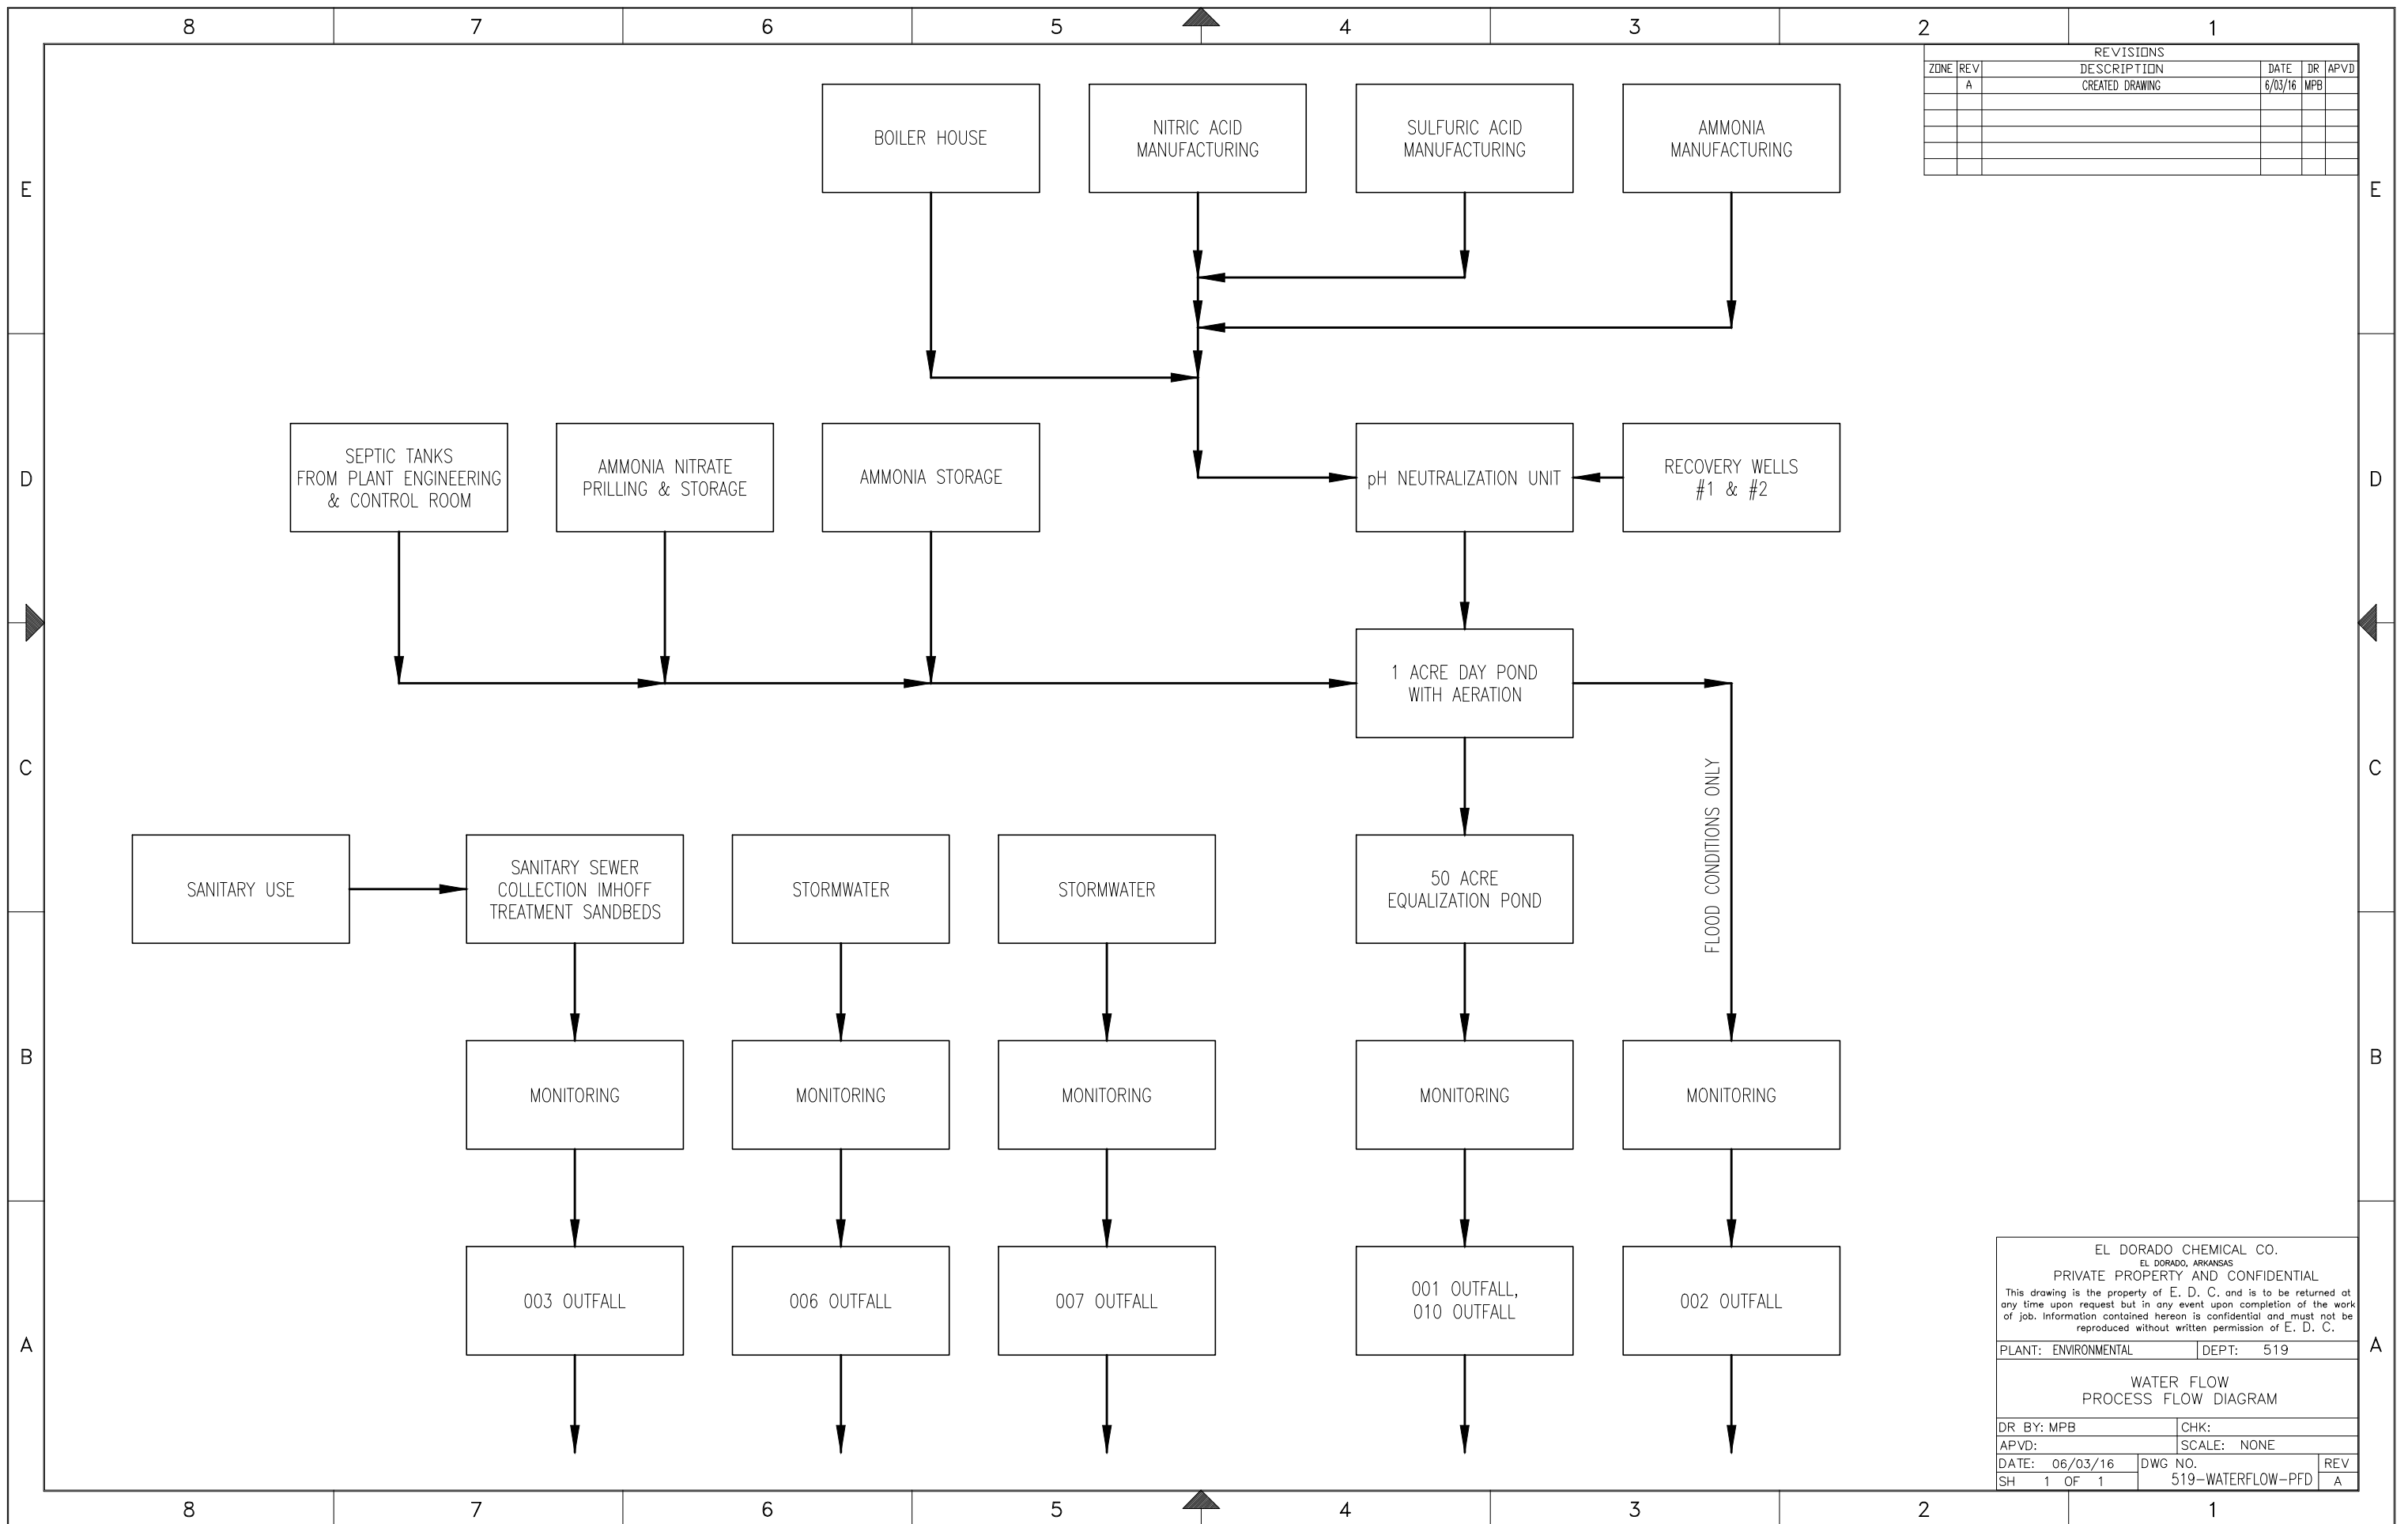 8 7 6 5 4 3 2 1
REVISIONS
ZONE REV DESCRIPTION DATE DR APVD
A CREATED DRAWING 6/03/16 MPB
BOILER HOUSE
NITRIC ACID
MANUFACTURING
SULFURIC ACID
MANUFACTURING
AMMONIA
MANUFACTURING
E E
SEPTIC TANKS
FROM PLANT ENGINEERING
& CONTROL ROOM
AMMONIA NITRATE
PRILLING & STORAGE
AMMONIA STORAGE
pH NEUTRALIZATION UNIT
RECOVERY WELLS
#1 & #2
D D
1 ACRE DAY POND
WITH AERATION
FLOOD CONDITIONS ONLY
C C
SANITARY USE
SANITARY SEWER
COLLECTION IMHOFF
TREATMENT SANDBEDS
STORMWATER
STORMWATER
50 ACRE
EQUALIZATION POND
B B
MONITORING
MONITORING
MONITORING
MONITORING
MONITORING
003 OUTFALL
006 OUTFALL
007 OUTFALL
001 OUTFALL,
010 OUTFALL
002 OUTFALL
A A
EL DORADO CHEMICAL CO.
EL DORADO, ARKANSAS
PRIVATE PROPERTY AND CONFIDENTIAL
This drawing is the property of E. D. C. and is to be returned at
any time upon request but in any event upon completion of the work
of job. Information contained hereon is confidential and must not be
reproduced without written permission of E. D. C.
PLANT: ENVIRONMENTAL DEPT: 519
WATER FLOW
PROCESS FLOW DIAGRAM
DR BY: MPB CHK:
APVD: SCALE: NONE
DATE: 06/03/16 DWG NO. REV
SH 1 OF 1 519-WATERFLOW-PFD A
8 7 6 5 4 3 2 1